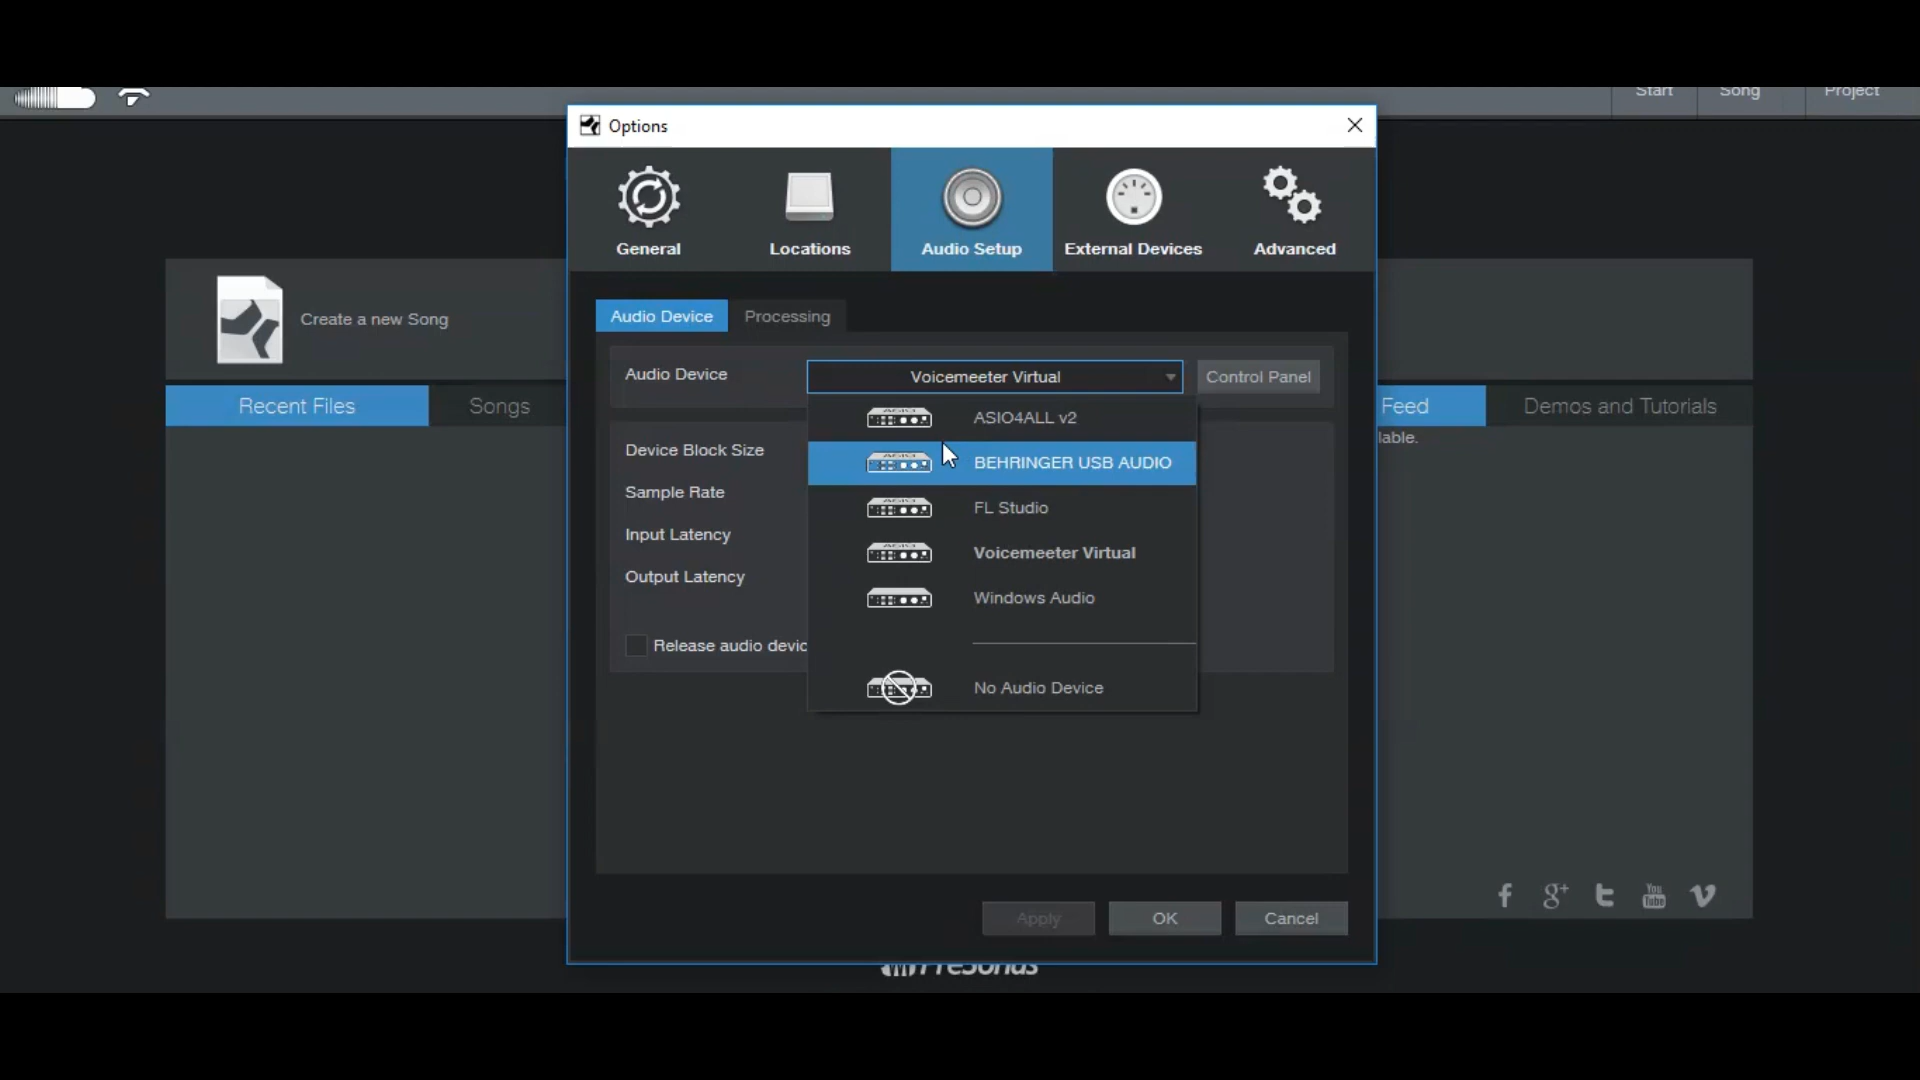 Start
Song
Project
Options
General
Locations
Audio Setup
External Devices
Advanced
Create a new Song
Audio Device
Processing
Audio Device
Voicemeeter Virtual
Control Panel
Recent Files
Songs
Feed
Demos and Tutorials
lable.
ASIO4ALL v2
Device Block Size
BEHRINGER USB AUDIO
Sample Rate
FL Studio
Input Latency
Voicemeeter Virtual
Output Latency
Windows Audio
Release audio devic
No Audio Device
f g+ t You Tube V
Apply
OK
Cancel
PreSonus